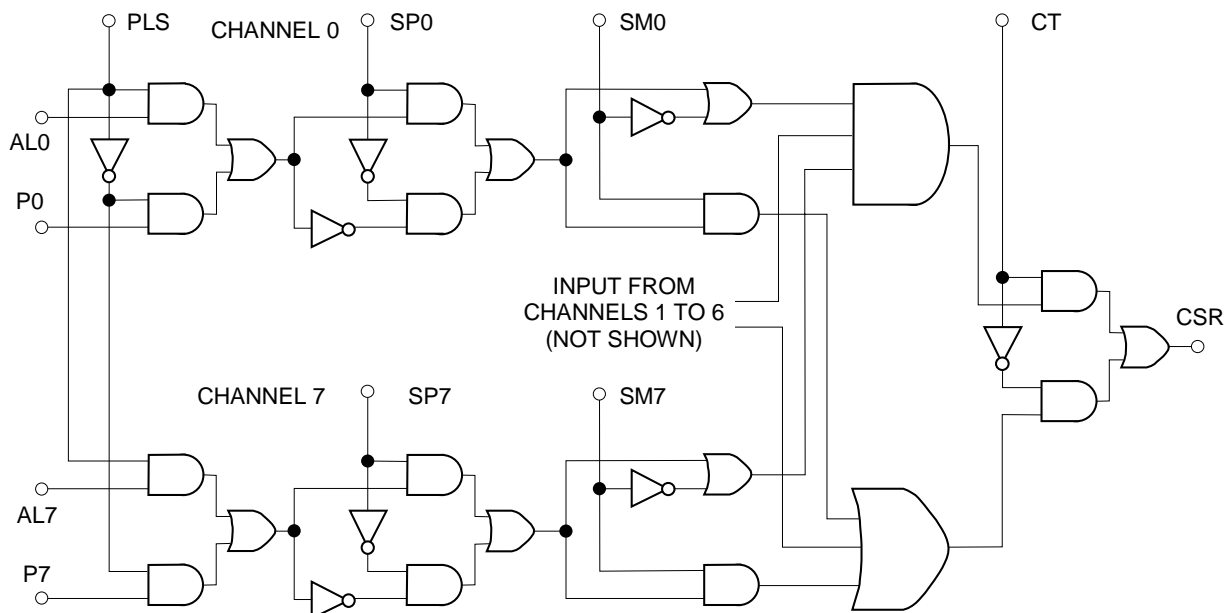 PLS
CHANNEL 0
SP0
SM0
CT
AL0
P0
INPUT FROM
CHANNELS 1 TO 6
(NOT SHOWN)
CSR
CHANNEL 7
SP7
SM7
AL7
P7